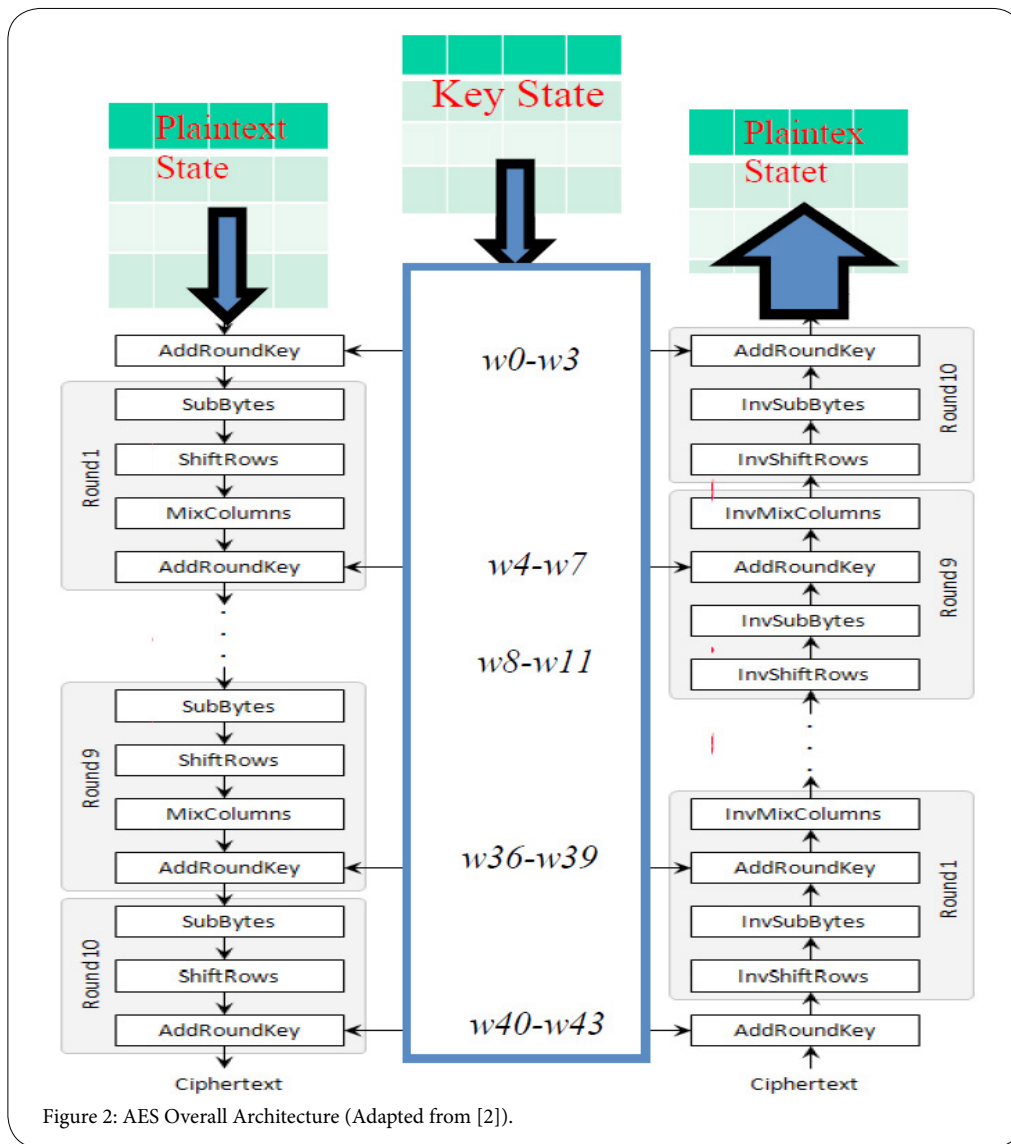 Plaintext
State
Key State
Plaintex
Statet
AddRoundKey
Round1
SubBytes
ShiftRows
MixColumns
AddRoundKey
Round9
SubBytes
ShiftRows
MixColumns
AddRoundKey
Round10
SubBytes
ShiftRows
AddRoundKey
Ciphertext
w0-w3
w4-w7
w8-w11
w36-w39
w40-w43
AddRoundKey
InvSubBytes
InvShiftRows
Round10
InvMixColumns
AddRoundKey
InvSubBytes
InvShiftRows
Round9
InvMixColumns
AddRoundKey
InvSubBytes
InvShiftRows
Round1
AddRoundKey
Ciphertext
Figure 2: AES Overall Architecture (Adapted from [2]).